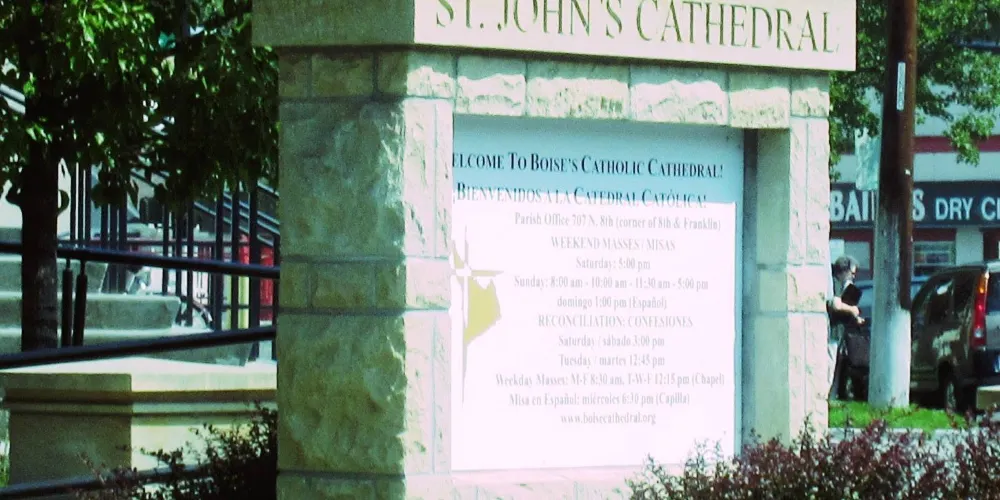 ST. JOHN'S CATHEDRAL
ELCOME TO BOISE'S CATHOLIC CATHEDRAL!
¡BIENVENIDOS A LA CATEDRAL CATÓLICA!
Parish Office 707 N. 8th (corner of 8th & Franklin)
WEEKEND MASSES / MISAS
Saturday: 5:00 pm
Sunday: 8:00 am - 10:00 am - 11:30 am - 5:00 pm
domingo 1:00 pm (Español)
RECONCILIATION: CONFESIONES
Saturday / sábado 3:00 pm
Tuesday / martes 12:45 pm
Weekday Masses: M-F 8:30 am, T-W-F 12:15 pm (Chapel)
Misa en Español: miércoles 6:30 pm (Capilla)
www.boisecathedral.org
DRY